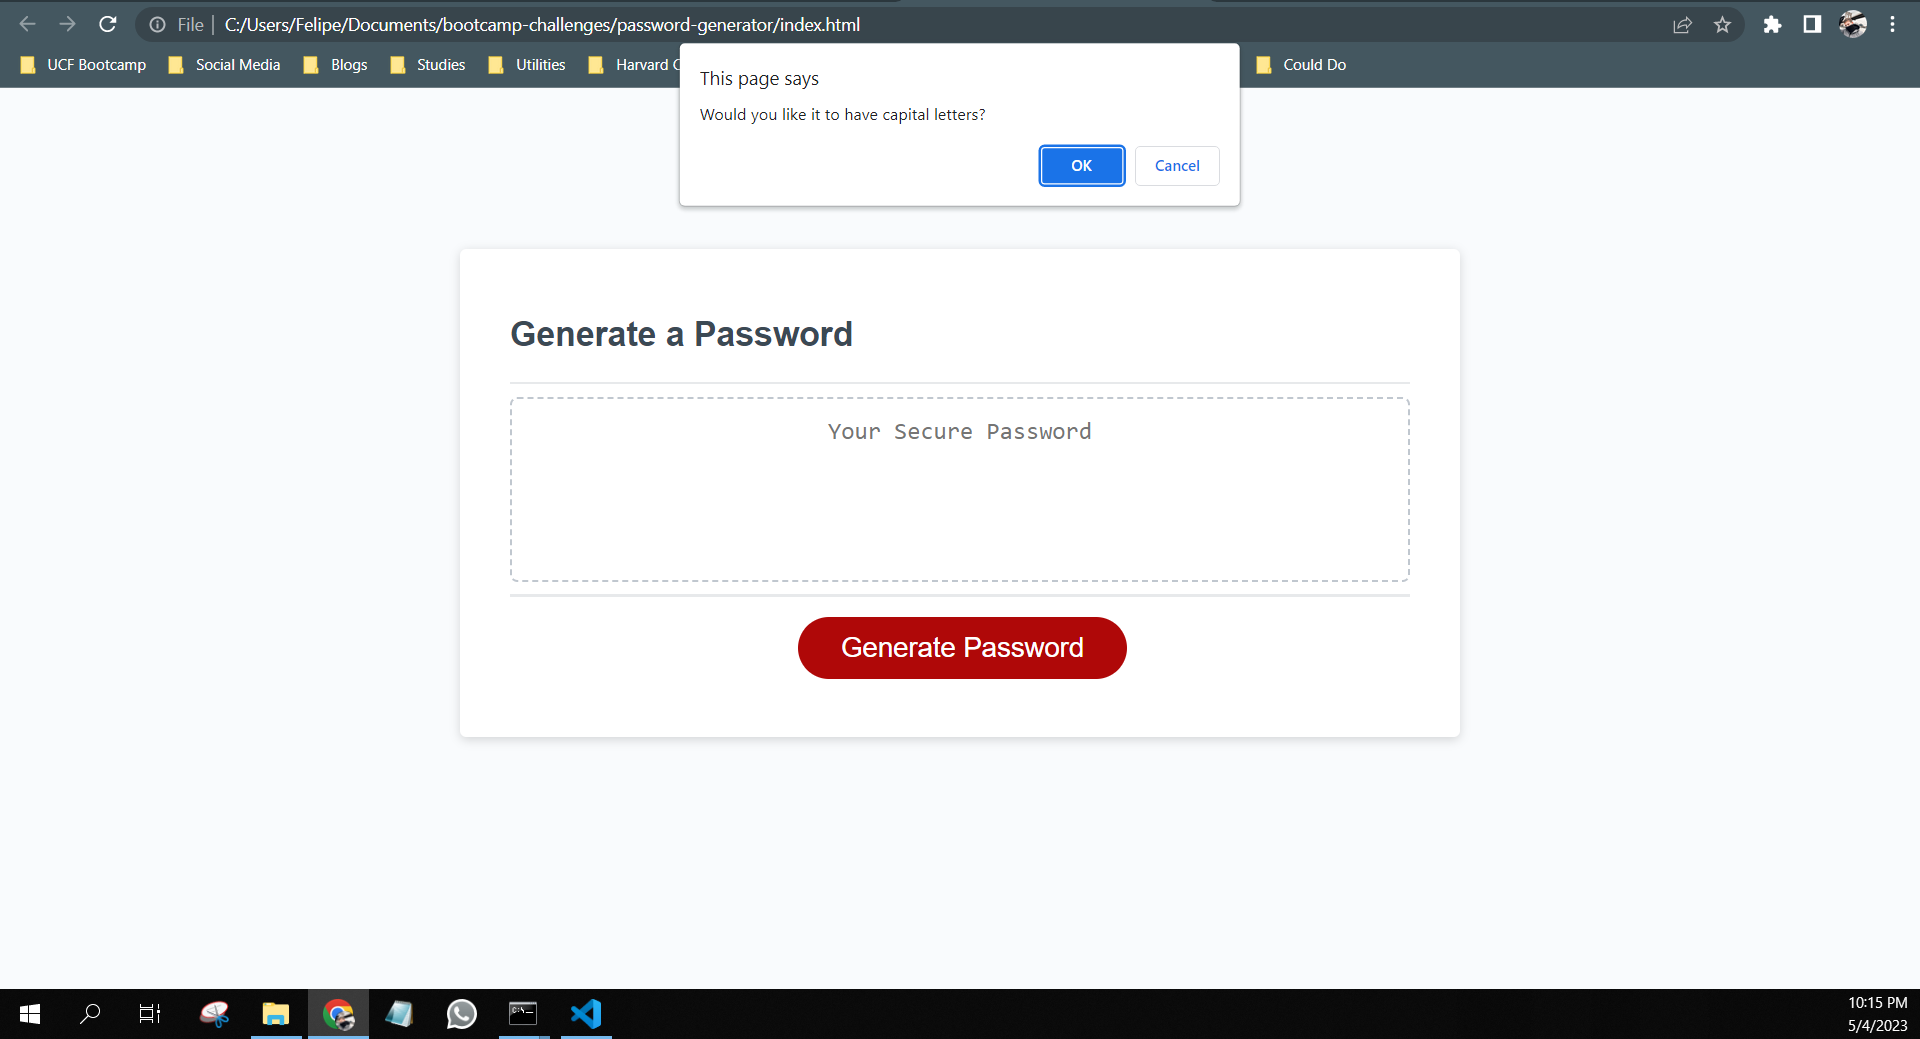 File | C:/Users/Felipe/Documents/bootcamp-challenges/password-generator/index.html
UCF Bootcamp Social Media Blogs Studies Utilities Harvard C Could Do
This page says
Would you like it to have capital letters?
OK Cancel
Generate a Password
Your Secure Password
Generate Password
10:15 PM
5/4/2023